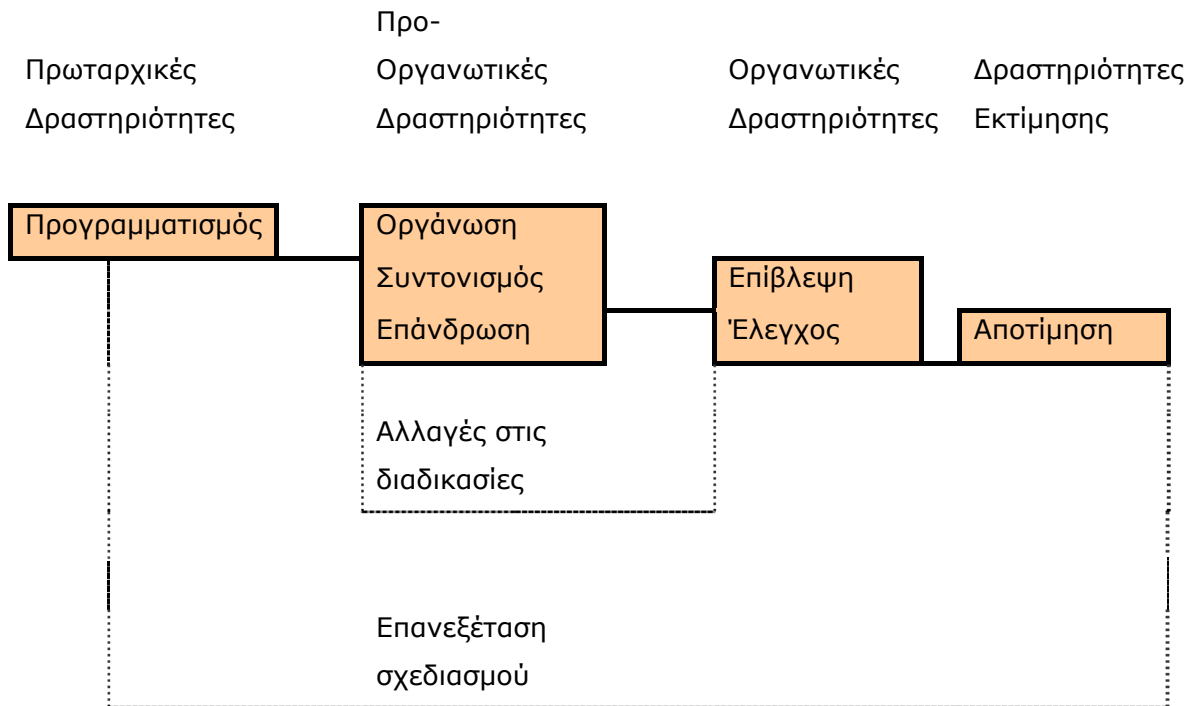 Πρωταρχικές
Δραστηριότητες
Προ-
Οργανωτικές
Δραστηριότητες
Οργανωτικές
Δραστηριότητες
Δραστηριότητες
Εκτίμησης
Προγραμματισμός
Οργάνωση
Συντονισμός
Επάνδρωση
Επίβλεψη
Έλεγχος
Αποτίμηση
Αλλαγές στις
διαδικασίες
Επανεξέταση
σχεδιασμού